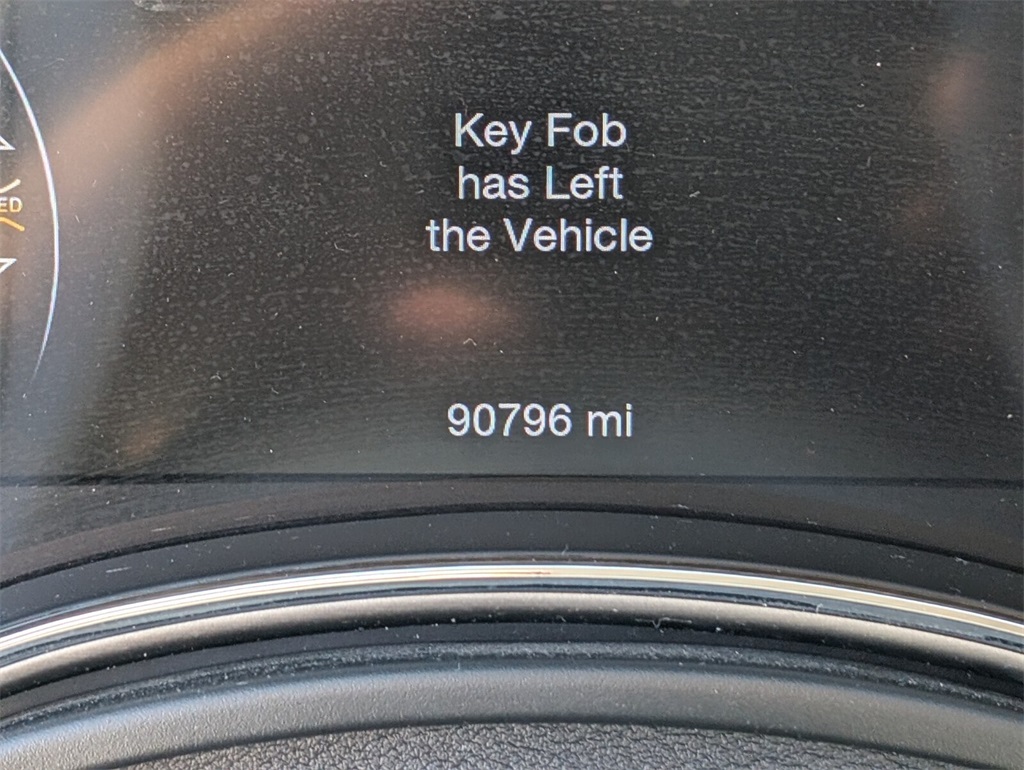 Key Fob
has Left
the Vehicle
90796 mi